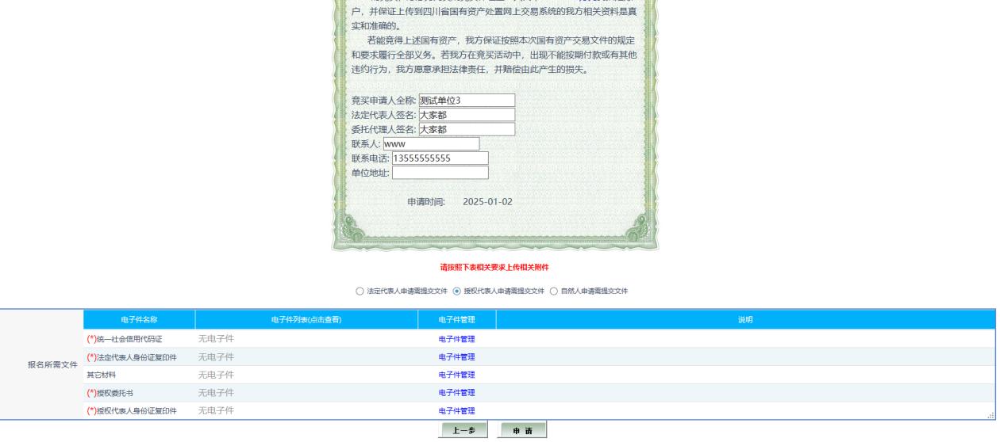 户，并保证上传到四川省国有资产处置网上交易系统的我方相关资料是真
实和准确的。
若能竞得上述国有资产，我方保证按照本次国有资产交易文件的规定
和要求履行全部义务。若我方在竞买活动中，出现不能按期付款或有其他
违约行为，我方愿意承担法律责任，并赔偿由此产生的损失。
竞买申请人全称: 测试单位3
法定代表人签名: 大家都
委托代理人签名: 大家都
联系人: www
联系电话: 13555555555
单位地址:
申请时间: 2025-01-02
请按照下表相关要求上传相关附件
法定代表人申请需提交文件 授权代表人申请需提交文件 自然人申请需提交文件
电子件名称 电子件列表(点击查看) 电子件管理 说明
报名所需文件
(*)统一社会信用代码证 无电子件 电子件管理
(*)法定代表人身份证复印件 无电子件 电子件管理
其它材料 无电子件 电子件管理
(*)授权委托书 无电子件 电子件管理
(*)授权代表人身份证复印件 无电子件 电子件管理
上一步 申 请